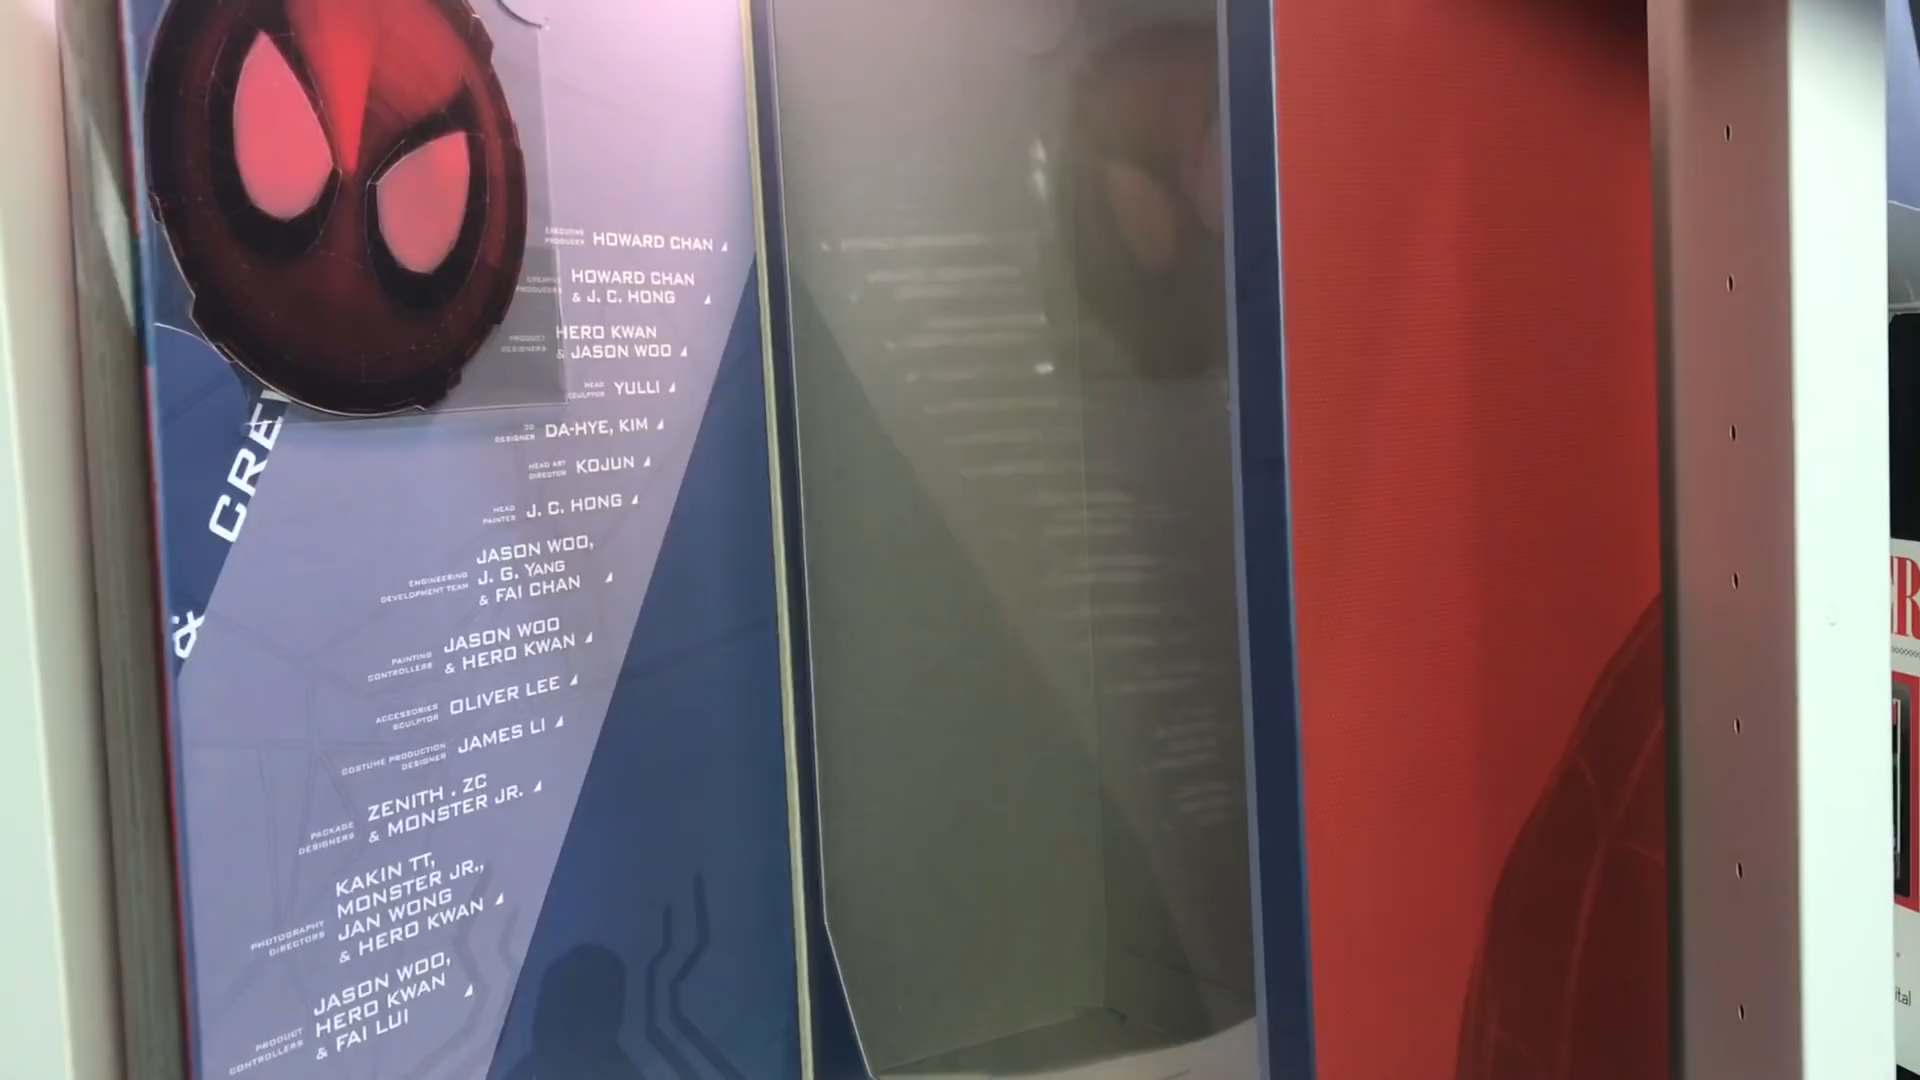 EXECUTIVE
PRODUCER
HOWARD CHAN
CREATIVE
PRODUCERS
HOWARD CHAN
& J. C. HONG
PRODUCT
DESIGNERS
HERO KWAN
& JASON WOO
HEAD
SCULPTOR
YULLI
3D
DESIGNER
DA-HYE, KIM
HEAD ART
DIRECTOR
KOJUN
HEAD
PAINTER
J. C. HONG
ENGINEERING
DEVELOPMENT TEAM
JASON WOO,
J. G. YANG
& FAI CHAN
PAINTING
CONTROLLERS
JASON WOO
& HERO KWAN
ACCESSORIES
SCULPTOR
OLIVER LEE
COSTUME PRODUCTION
DESIGNER
JAMES LI
PACKAGE
DESIGNERS
ZENITH . ZC
& MONSTER JR.
PHOTOGRAPHY
DIRECTORS
KAKIN TT,
MONSTER JR.,
JAN WONG
& HERO KWAN
PRODUCT
CONTROLLERS
JASON WOO,
HERO KWAN
& FAI LUI
&